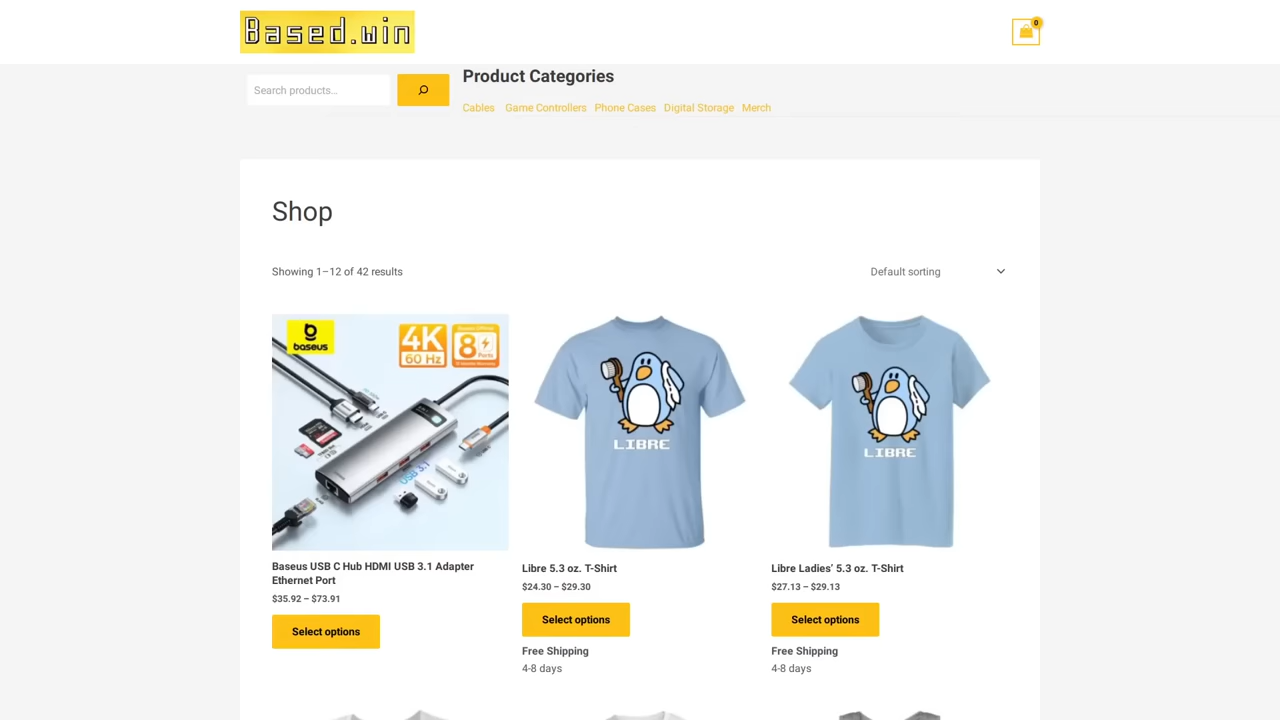 Based.win
0
Search products…
Product Categories
Cables Game Controllers Phone Cases Digital Storage Merch
Shop
Showing 1–12 of 42 results
Default sorting
baseus
4K
60 Hz
8
Ports
USB 3.1
LIBRE
LIBRE
Baseus USB C Hub HDMI USB 3.1 Adapter
Ethernet Port
$35.92 – $73.91
Select options
Libre 5.3 oz. T-Shirt
$24.30 – $29.30
Select options
Free Shipping
4-8 days
Libre Ladies’ 5.3 oz. T-Shirt
$27.13 – $29.13
Select options
Free Shipping
4-8 days